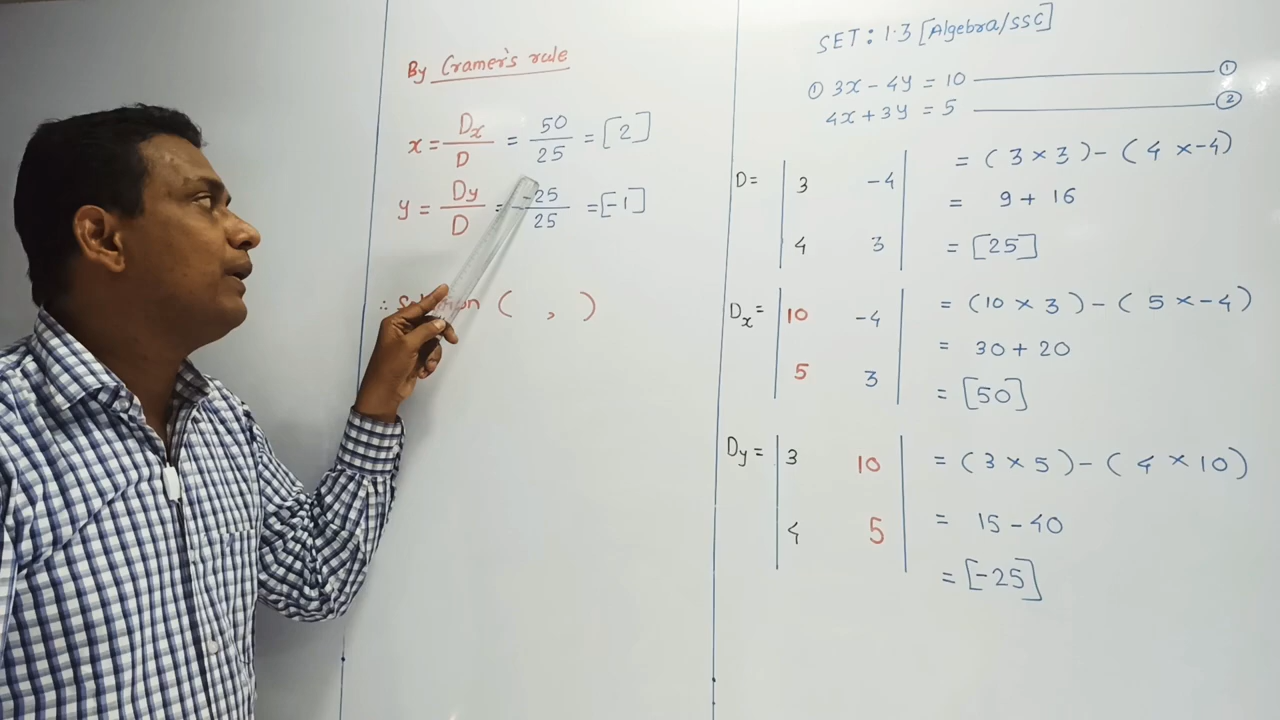 By Cramer's rule
x = Dx/D = 50/25 = [2]
y = Dy/D = -25/25 = [-1]
∴ Solution ( , )
SET: 1.3 [Algebra/SSC]
① 3x - 4y = 10 ——— ①
4x + 3y = 5 ——— ②
D = | 3 -4 | = (3 × 3) - (4 × -4)
= 9 + 16
| 4 3 | = [25]
Dx = | 10 -4 | = (10 × 3) - (5 × -4)
= 30 + 20
| 5 3 | = [50]
Dy = | 3 10 | = (3 × 5) - (4 × 10)
| 4 5 | = 15 - 40
= [-25]